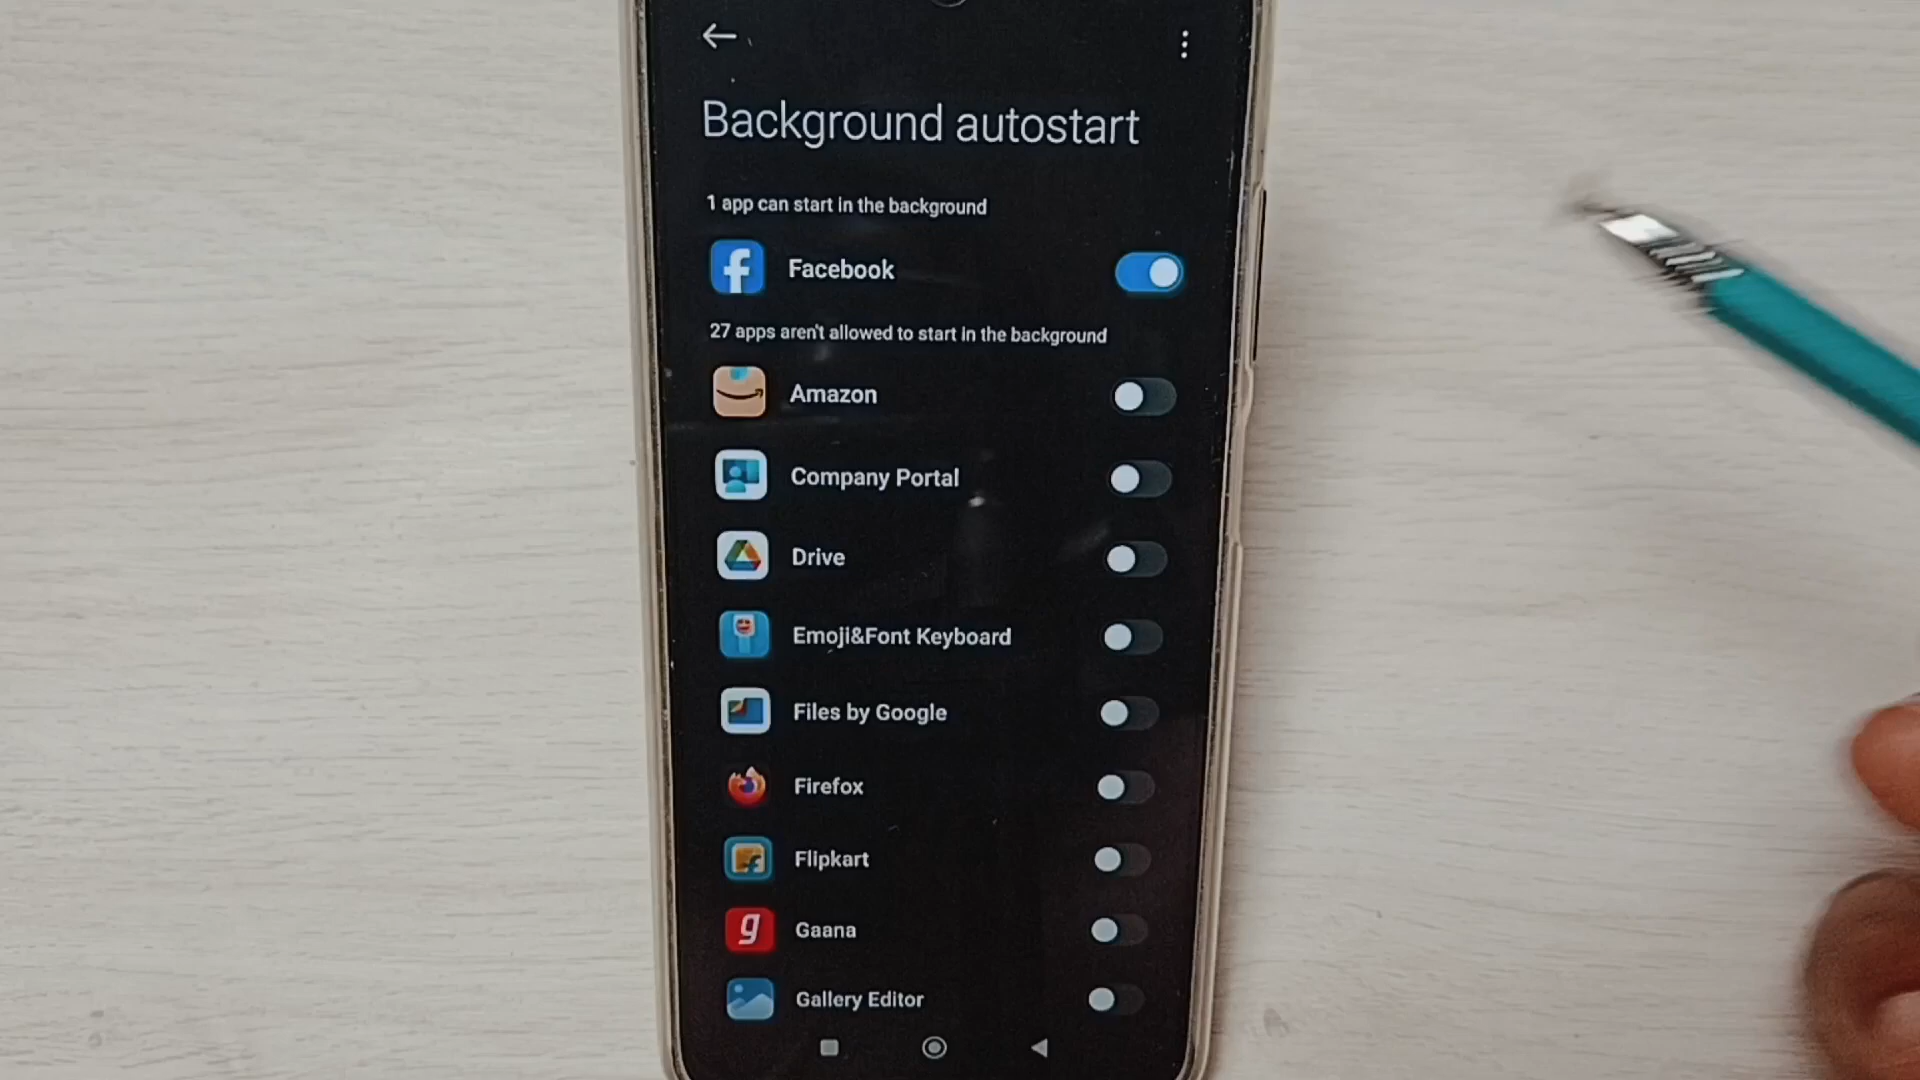 Background autostart
1 app can start in the background
Facebook
27 apps aren't allowed to start in the background
Amazon
Company Portal
Drive
Emoji&Font Keyboard
Files by Google
Firefox
Flipkart
Gaana
Gallery Editor